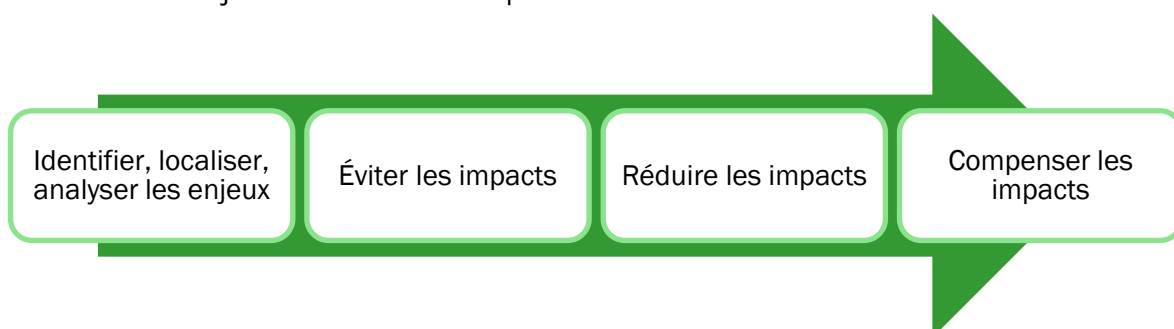 Identifier, localiser,
analyser les enjeux
Éviter les impacts
Réduire les impacts
Compenser les
impacts